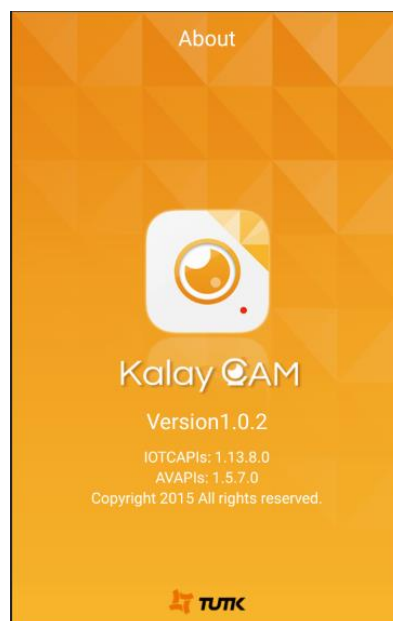 About
Kalay CAM
Version1.0.2
IOTCAPIs: 1.13.8.0
AVAPIs: 1.5.7.0
Copyright 2015 All rights reserved.
TUTK